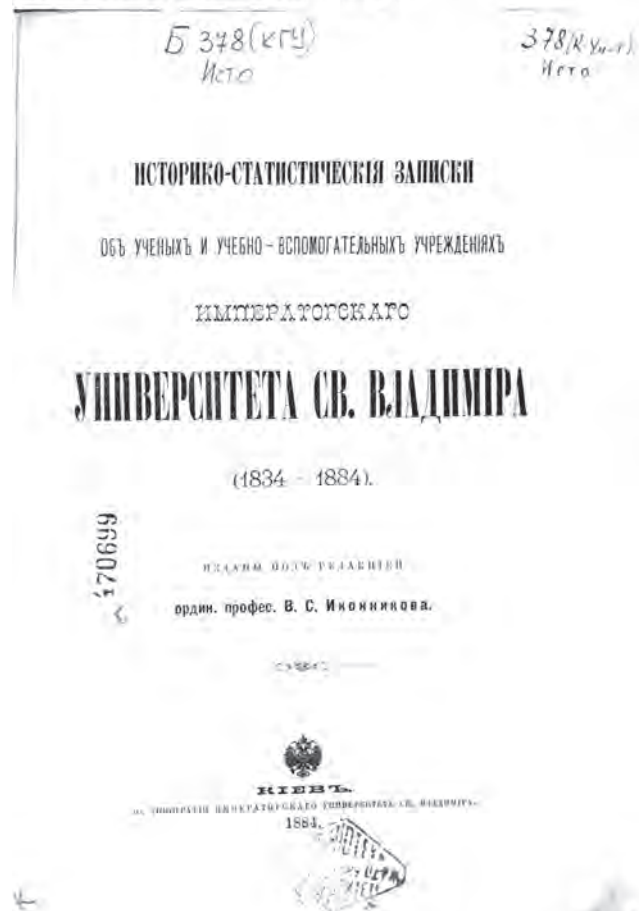 Б 378(КГУ)
Исто
378(К. Ун-т)
Исто
ИСТОРИКО-СТАТИСТИЧЕСКІЯ ЗАПИСКИ
ОБЪ УЧЕНЫХЪ И УЧЕБНО-ВСПОМОГАТЕЛЬНЫХЪ УЧРЕЖДЕНІЯХЪ
ИМПЕРАТОРСКАГО
УНИВЕРСИТЕТА СВ. ВЛАДИМІРА
(1834 - 1884).
170699
ИЗДАНЫ ПОДЪ РЕДАКЦІЕЙ
ордин. профес. В. С. Иконникова.
КІЕВЪ.
ВЪ ТИПОГРАФІИ ИМПЕРАТОРСКАГО УНИВЕРСИТЕТА СВ. ВЛАДИМІРА.
1884.